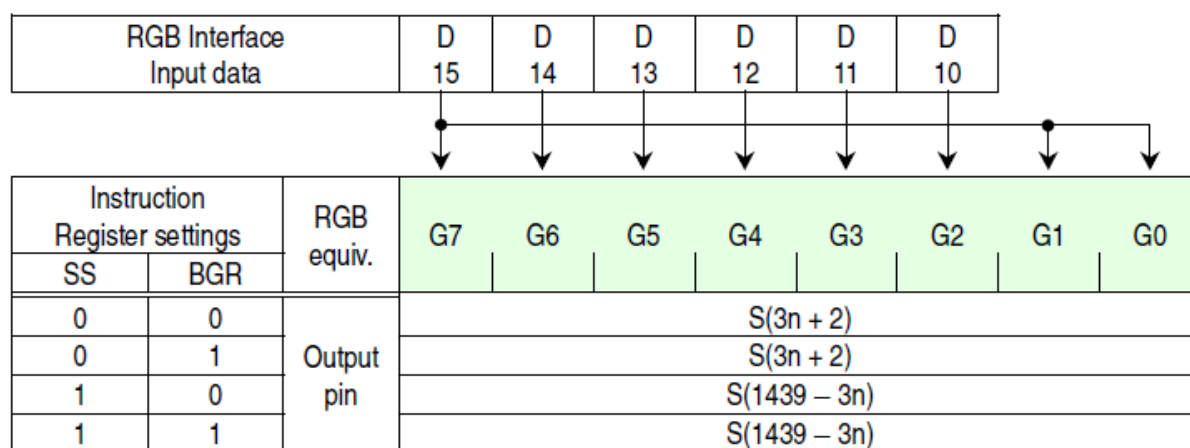 RGB Interface
Input data
D D D D D D
15 14 13 12 11 10
Instruction
Register settings
RGB
equiv.
G7 G6 G5 G4 G3 G2 G1 G0
SS BGR
0 0 S(3n + 2)
0 1 Output S(3n + 2)
1 0 pin S(1439 – 3n)
1 1 S(1439 – 3n)